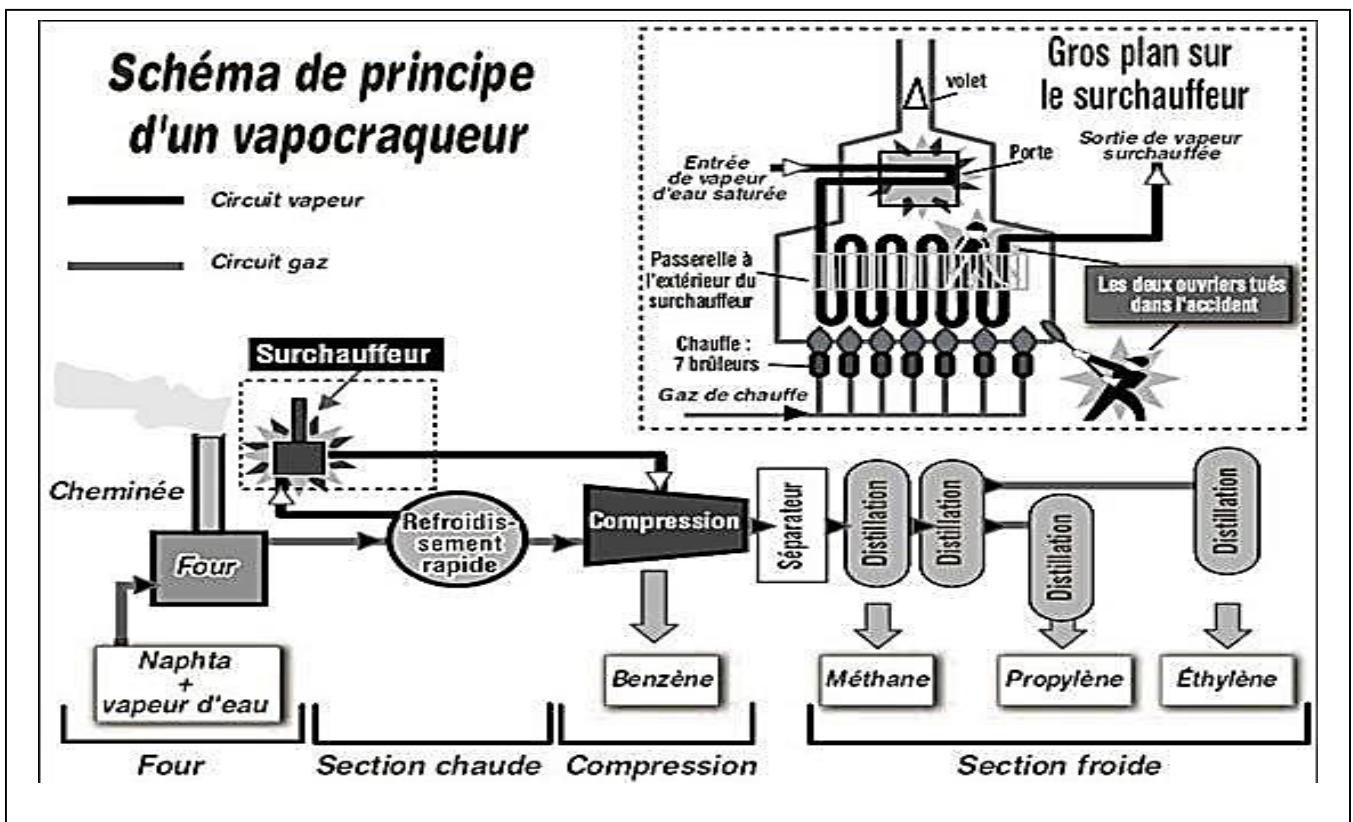 Schéma de principe
d'un vapocraqueur
Circuit vapeur
Circuit gaz
Gros plan sur
le surchauffeur
volet
Entrée
de vapeur
d'eau saturée
Porte
Sortie de vapeur
surchauffée
Passerelle à
l'extérieur du
surchauffeur
Les deux ouvriers tués
dans l'accident
Chauffe :
7 brûleurs
Gaz de chauffe
Surchauffeur
Cheminée
Four
Refroidis-
sement
rapide
Compression
Séparateur
Distillation
Distillation
Distillation
Distillation
Naphta
+
vapeur d'eau
Benzène
Méthane
Propylène
Éthylène
Four
Section chaude
Compression
Section froide